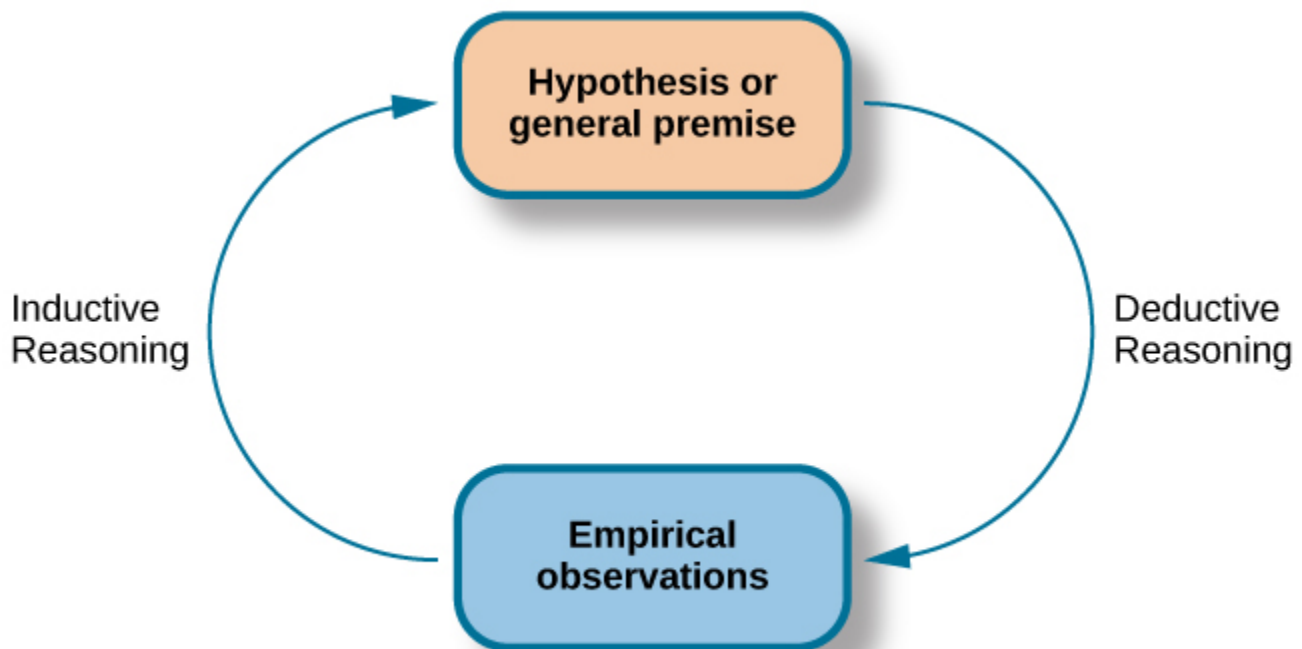 Hypothesis or
general premise
Inductive
Reasoning
Deductive
Reasoning
Empirical
observations